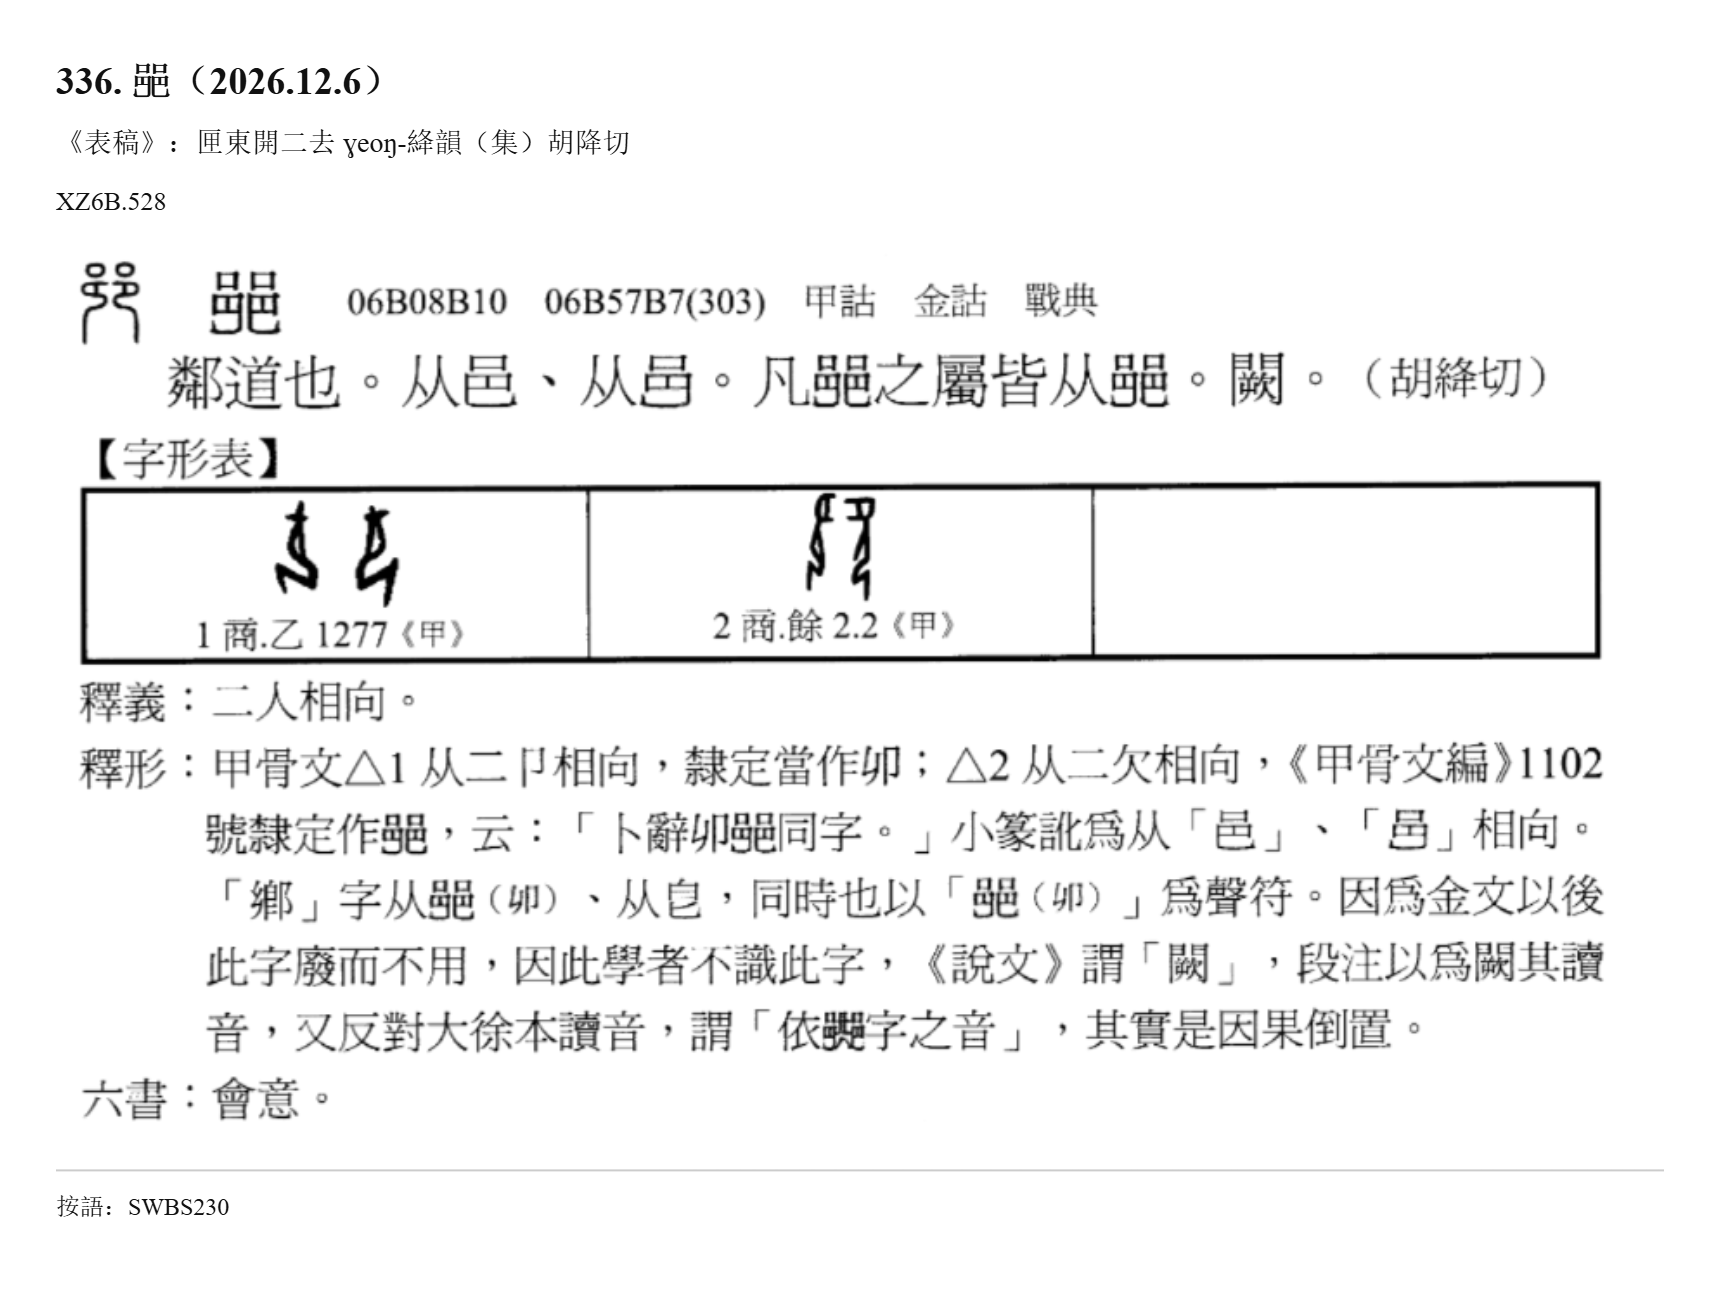 336. 𨛜（2026.12.6）
《表稿》：匣東開二去 ɣeoŋ-絳韻（集）胡降切
XZ6B.528
𨛜 06B08B10 06B57B7(303) 甲詁 金詁 戰典
鄰道也。从邑、从𠨍。凡𨛜之屬皆从𨛜。闕。（胡絳切）
【字形表】
1 商.乙 1277《甲》 2 商.餘 2.2《甲》
釋義：二人相向。
釋形：甲骨文△1 从二卩相向，隸定當作卯；△2 从二欠相向，《甲骨文編》1102
號隸定作𨛜，云：「卜辭卯𨛜同字。」小篆訛為从「邑」、「𠨍」相向。
「鄉」字从𨛜（卯）、从皀，同時也以「𨛜（卯）」為聲符。因為金文以後
此字廢而不用，因此學者不識此字，《說文》謂「闕」，段注以為闕其讀
音，又反對大徐本讀音，謂「依字之音」，其實是因果倒置。
六書：會意。
按語：SWBS230